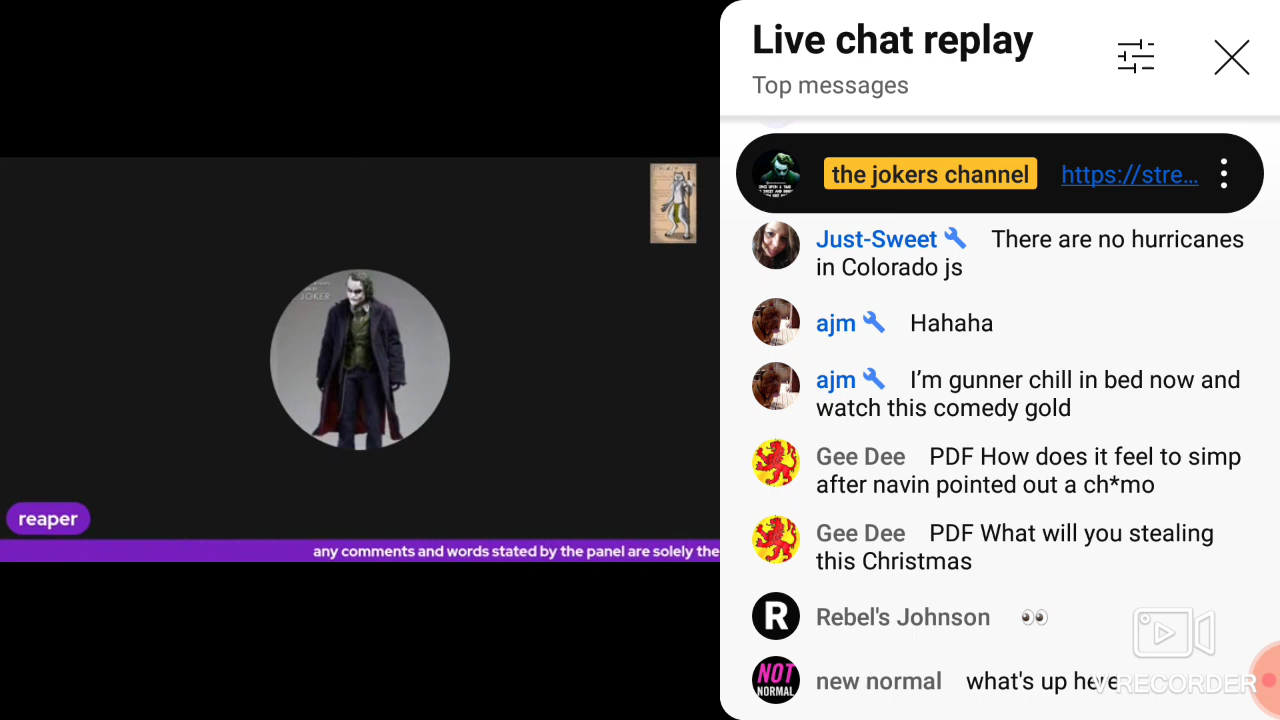 Live chat replay
Top messages
the jokers channel https://stre...
Just-Sweet There are no hurricanes
in Colorado js
ajm Hahaha
ajm I’m gunner chill in bed now and
watch this comedy gold
Gee Dee PDF How does it feel to simp
after navin pointed out a ch*mo
Gee Dee PDF What will you stealing
this Christmas
R Rebel's Johnson 👀
NOT
NORMAL
new normal what's up here
V RECORDER
JOKER
reaper
any comments and words stated by the panel are solely the